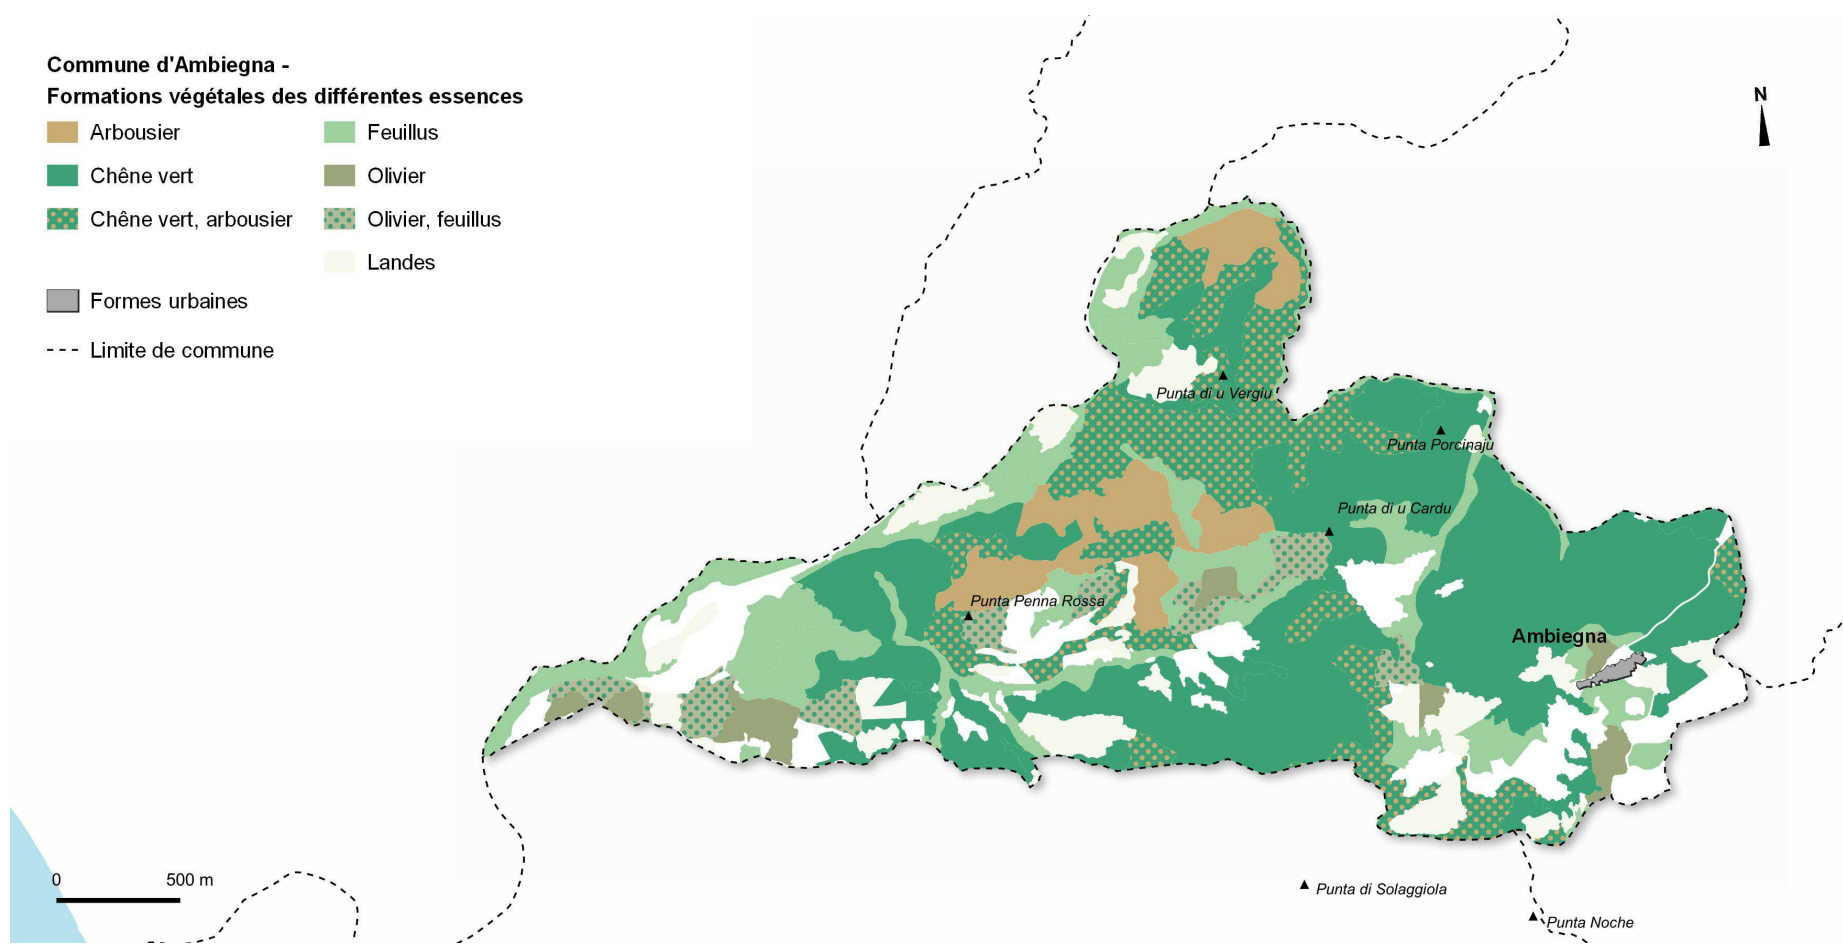 Commune d'Ambiegna -
Formations végétales des différentes essences
Arbousier
Feuillus
Chêne vert
Olivier
Chêne vert, arbousier
Olivier, feuillus
Landes
Formes urbaines
Limite de commune
N
Punta di u Vergiu
Punta Porcinaju
Punta di u Cardu
Punta Penna Rossa
Ambiegna
0 500 m
Punta di Solaggiola
Punta Noche